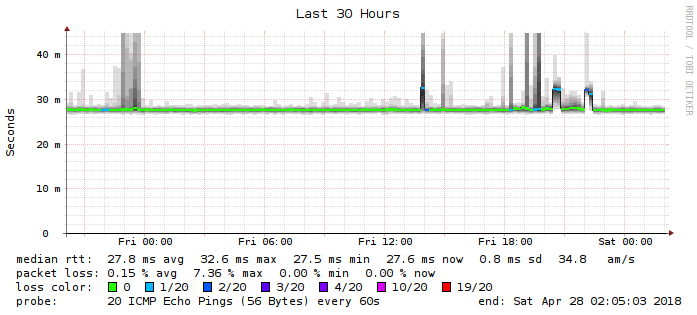 Last 30 Hours
RRDTOOL / TOBI OETIKER
Seconds
40 m
30 m
20 m
10 m
0
Fri 00:00 Fri 06:00 Fri 12:00 Fri 18:00 Sat 00:00
median rtt: 27.8 ms avg 32.6 ms max 27.5 ms min 27.6 ms now 0.8 ms sd 34.8 am/s
packet loss: 0.15 % avg 7.36 % max 0.00 % min 0.00 % now
loss color: 0 1/20 2/20 3/20 4/20 10/20 19/20
probe: 20 ICMP Echo Pings (56 Bytes) every 60s end: Sat Apr 28 02:05:03 2018